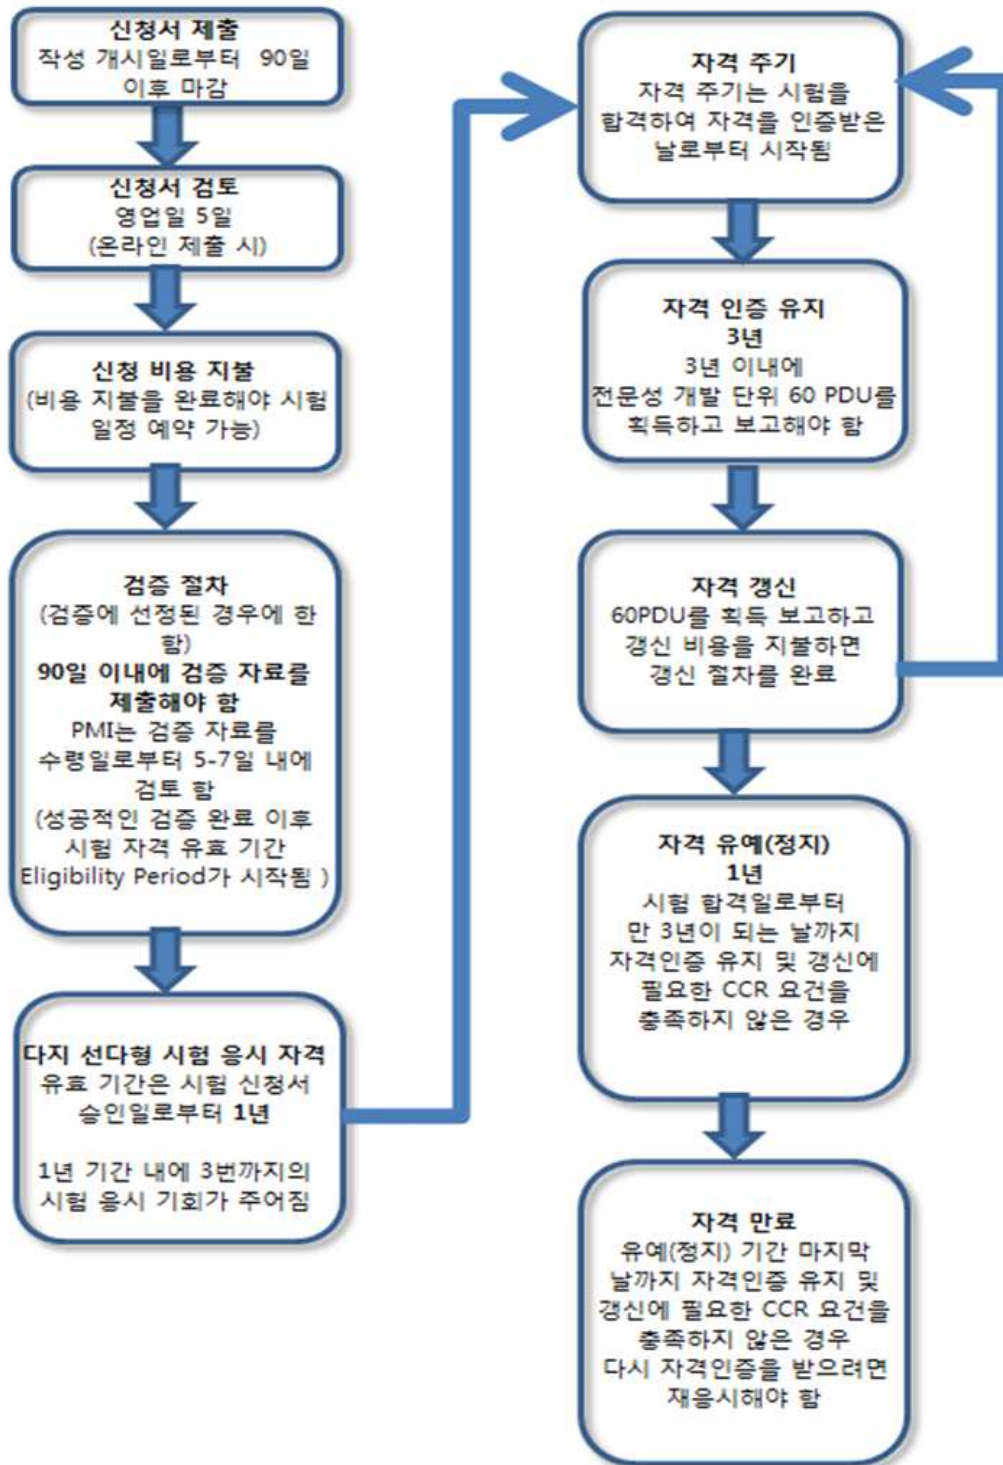 신청서 제출
작성 개시일로부터 90일
이후 마감
신청서 검토
영업일 5일
(온라인 제출 시)
신청 비용 지불
(비용 지불을 완료해야 시험
일정 예약 가능)
검증 절차
(검증에 선정된 경우에 한
함)
90일 이내에 검증 자료를
제출해야 함
PMI는 검증 자료를
수령일로부터 5-7일 내에
검토 함
(성공적인 검증 완료 이후
시험 자격 유효 기간
Eligibility Period가 시작됨 )
다지 선다형 시험 응시 자격
유효 기간은 시험 신청서
승인일로부터 1년
1년 기간 내에 3번까지의
시험 응시 기회가 주어짐
자격 주기
자격 주기는 시험을
합격하여 자격을 인증받은
날로부터 시작됨
자격 인증 유지
3년
3년 이내에
전문성 개발 단위 60 PDU를
획득하고 보고해야 함
자격 갱신
60PDU를 획득 보고하고
갱신 비용을 지불하면
갱신 절차를 완료
자격 유예(정지)
1년
시험 합격일로부터
만 3년이 되는 날까지
자격인증 유지 및 갱신에
필요한 CCR 요건을
충족하지 않은 경우
자격 만료
유예(정지) 기간 마지막
날까지 자격인증 유지 및
갱신에 필요한 CCR 요건을
충족하지 않은 경우
다시 자격인증을 받으려면
재응시해야 함